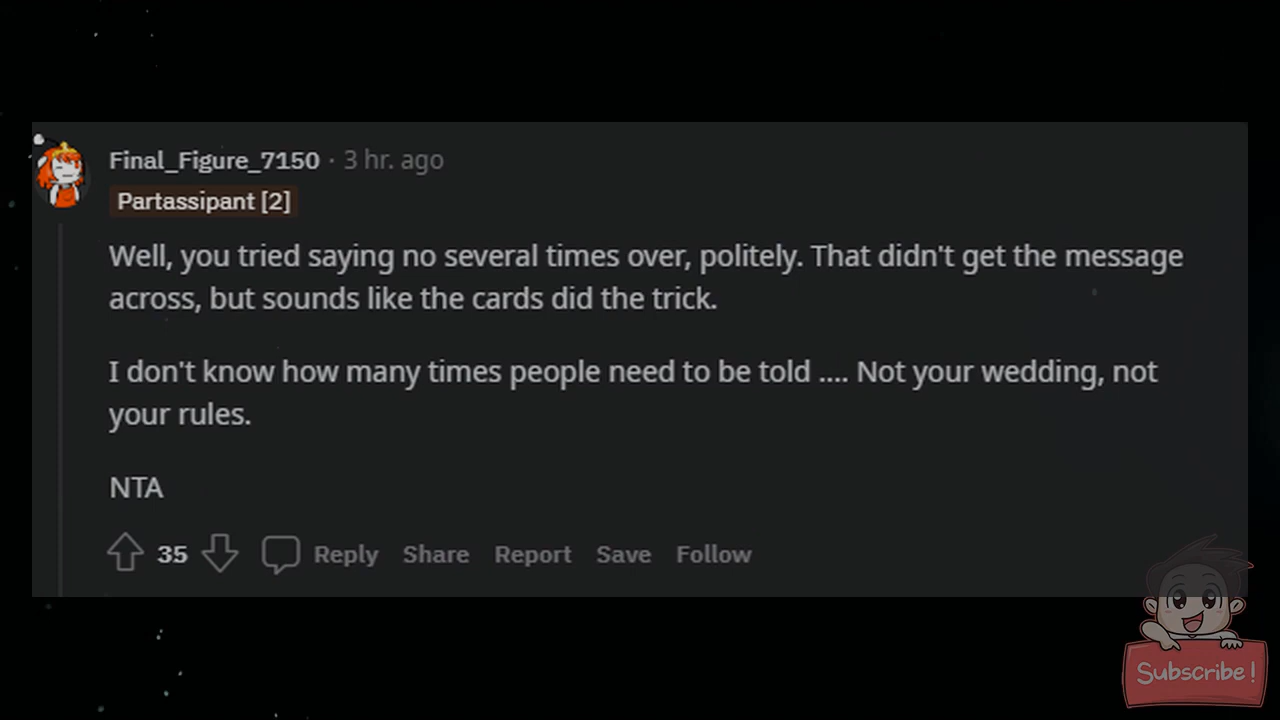 Final_Figure_7150 · 3 hr. ago
Partassipant [2]
Well, you tried saying no several times over, politely. That didn't get the message
across, but sounds like the cards did the trick.
I don't know how many times people need to be told .... Not your wedding, not
your rules.
NTA
35 Reply Share Report Save Follow
Subscribe!